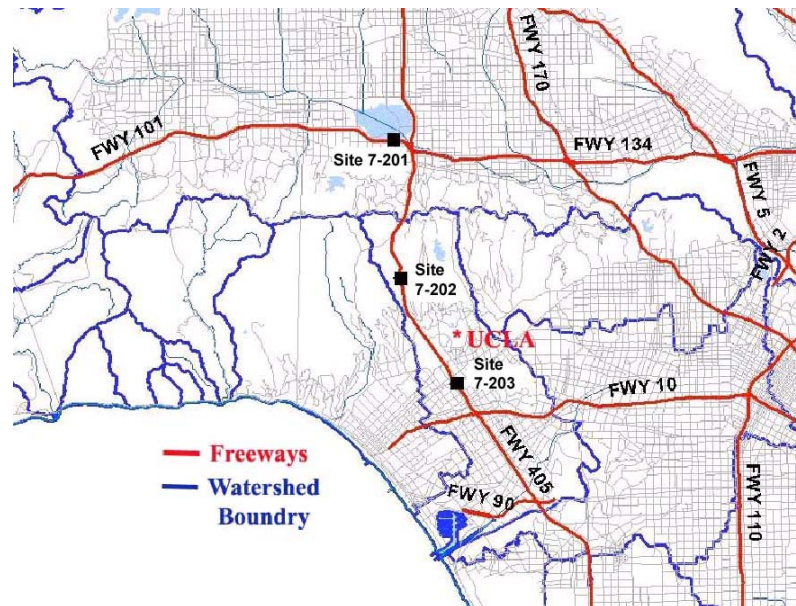 FWY 170
FWY 101
Site 7-201
FWY 134
FWY 5
FWY 2
Site
7-202
* UCLA
Site
7-203
FWY 10
Freeways
Watershed
Boundry
FWY 405
FWY 90
FWY 110